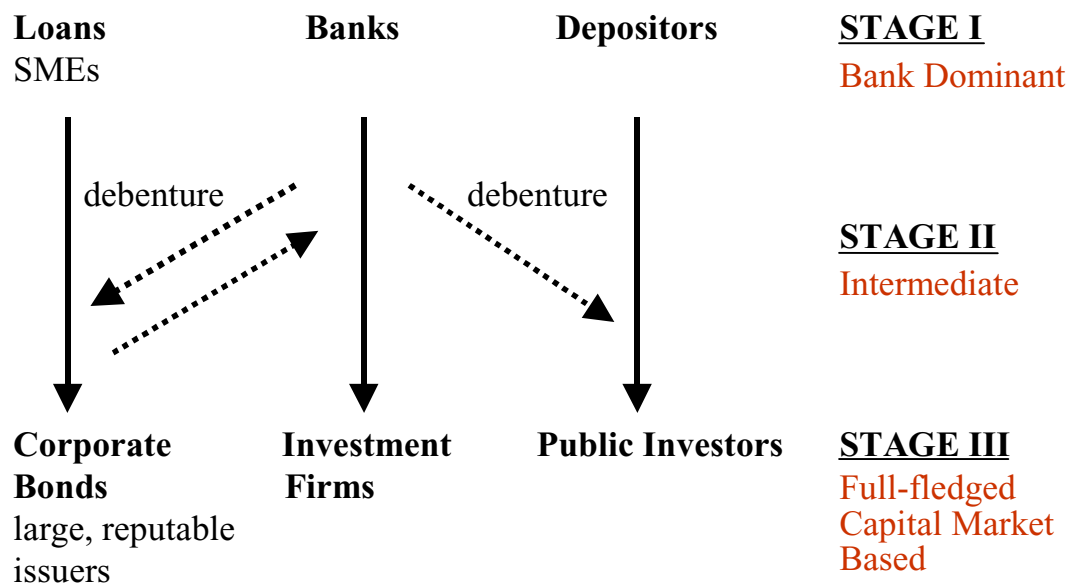 Loans Banks Depositors STAGE I
SMEs Bank Dominant
debenture debenture
STAGE II
Intermediate
Corporate Investment Public Investors STAGE III
Bonds Firms Full-fledged
large, reputable Capital Market
issuers Based